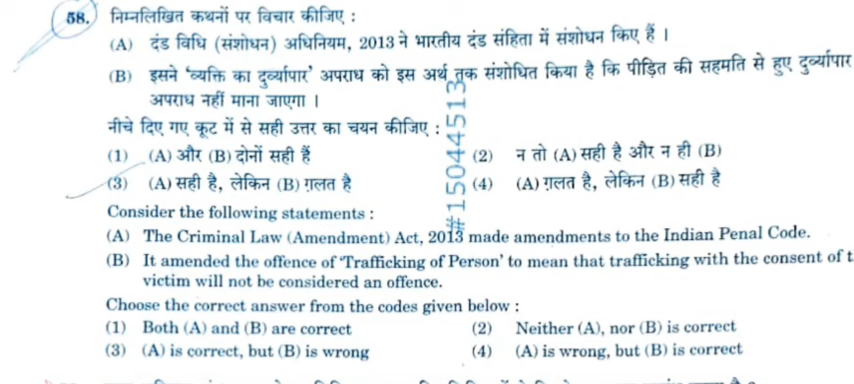 58. निम्नलिखित कथनों पर विचार कीजिए :
(A) दंड विधि (संशोधन) अधिनियम, 2013 ने भारतीय दंड संहिता में संशोधन किए हैं ।
(B) इसने 'व्यक्ति का दुर्व्यापार' अपराध को इस अर्थ तक संशोधित किया है कि पीड़ित की सहमति से हुए दुर्व्यापार
अपराध नहीं माना जाएगा ।
नीचे दिए गए कूट में से सही उत्तर का चयन कीजिए :
(1) (A) और (B) दोनों सही हैं
(2) न तो (A) सही है और न ही (B)
(3) (A) सही है, लेकिन (B) ग़लत है
(4) (A) ग़लत है, लेकिन (B) सही है
#15044513
Consider the following statements :
(A) The Criminal Law (Amendment) Act, 2013 made amendments to the Indian Penal Code.
(B) It amended the offence of 'Trafficking of Person' to mean that trafficking with the consent of t
victim will not be considered an offence.
Choose the correct answer from the codes given below :
(1) Both (A) and (B) are correct
(2) Neither (A), nor (B) is correct
(3) (A) is correct, but (B) is wrong
(4) (A) is wrong, but (B) is correct